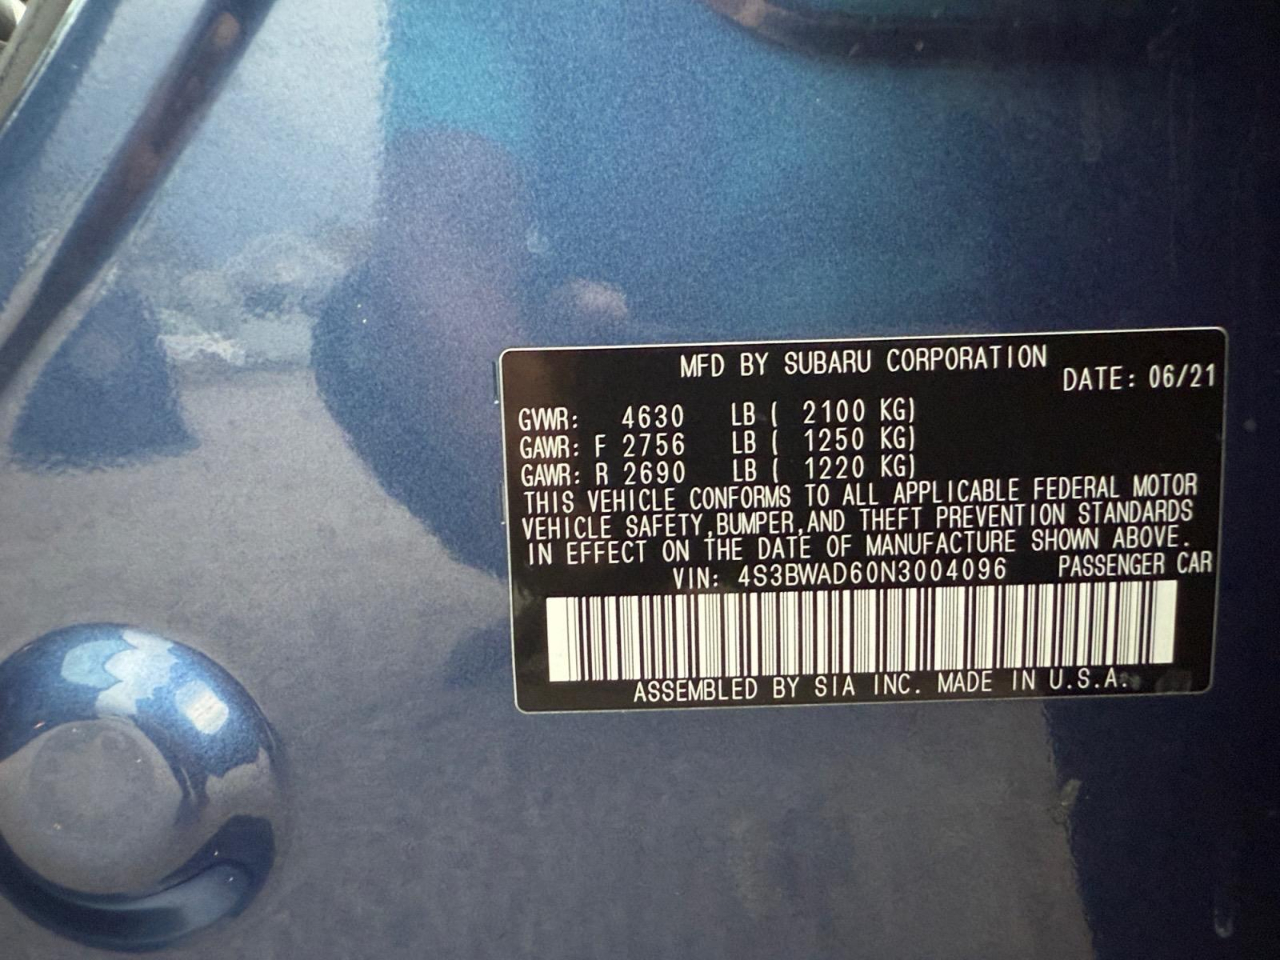 MFD BY SUBARU CORPORATION
DATE: 06/21
GVWR: 4630 LB ( 2100 KG)
GAWR: F 2756 LB ( 1250 KG)
GAWR: R 2690 LB ( 1220 KG)
THIS VEHICLE CONFORMS TO ALL APPLICABLE FEDERAL MOTOR
VEHICLE SAFETY,BUMPER,AND THEFT PREVENTION STANDARDS
IN EFFECT ON THE DATE OF MANUFACTURE SHOWN ABOVE.
VIN: 4S3BWAD60N3004096 PASSENGER CAR
ASSEMBLED BY SIA INC. MADE IN U.S.A.